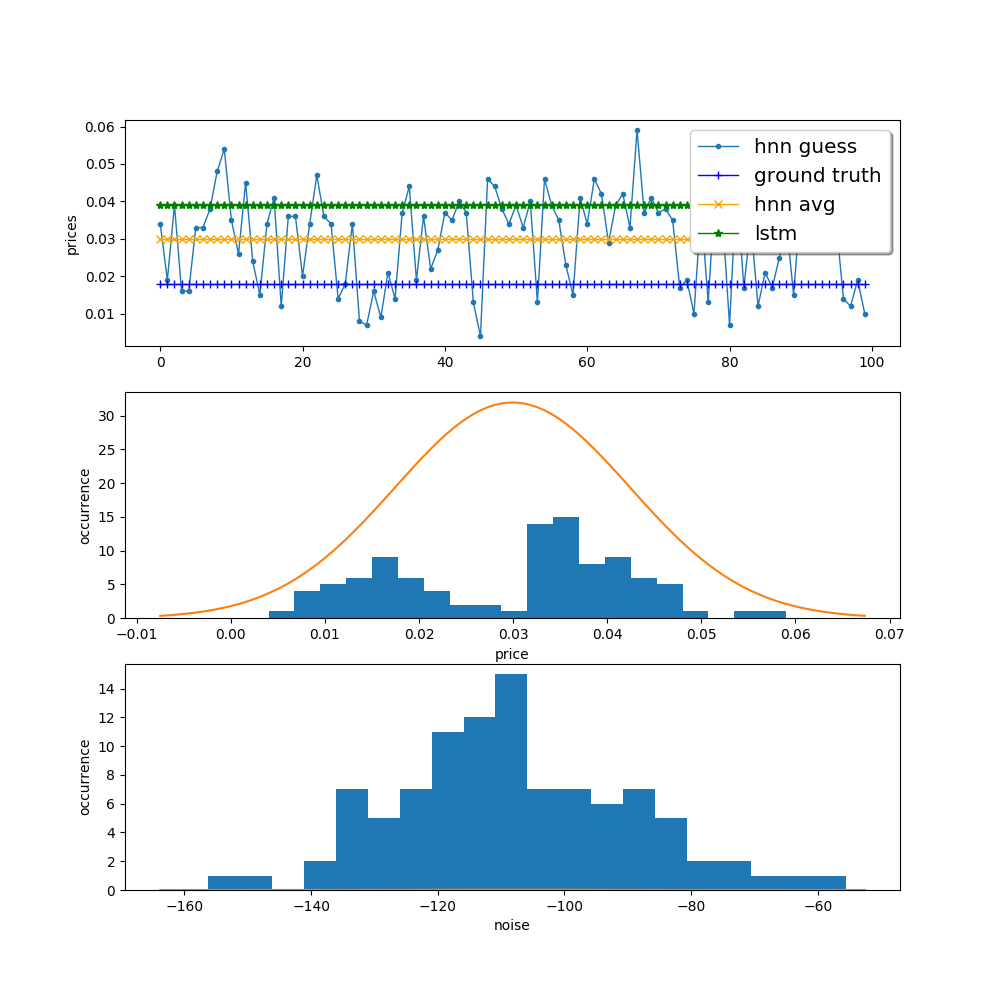 0.06
0.05
0.04
0.03
0.02
0.01
prices
hnn guess
ground truth
hnn avg
lstm
0 20 40 60 80 100
30
25
20
15
10
5
0
occurrence
−0.01 0.00 0.01 0.02 0.03 0.04 0.05 0.06 0.07
price
14
12
10
8
6
4
2
0
occurrence
−160 −140 −120 −100 −80 −60
noise